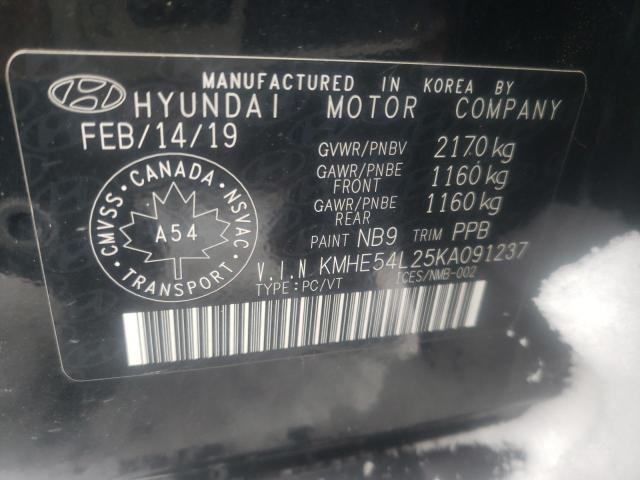 MANUFACTURED IN KOREA BY
HYUNDAI MOTOR COMPANY
FEB/14/19
GVWR/PNBV 2170 kg
GAWR/PNBE FRONT 1160 kg
GAWR/PNBE REAR 1160 kg
PAINT NB9 TRIM PPB
CMVSS • CANADA • NSVAC • TRANSPORT •
A54
V.I.N KMHE54L25KA091237
TYPE:PC/VT ICES/NMB-002